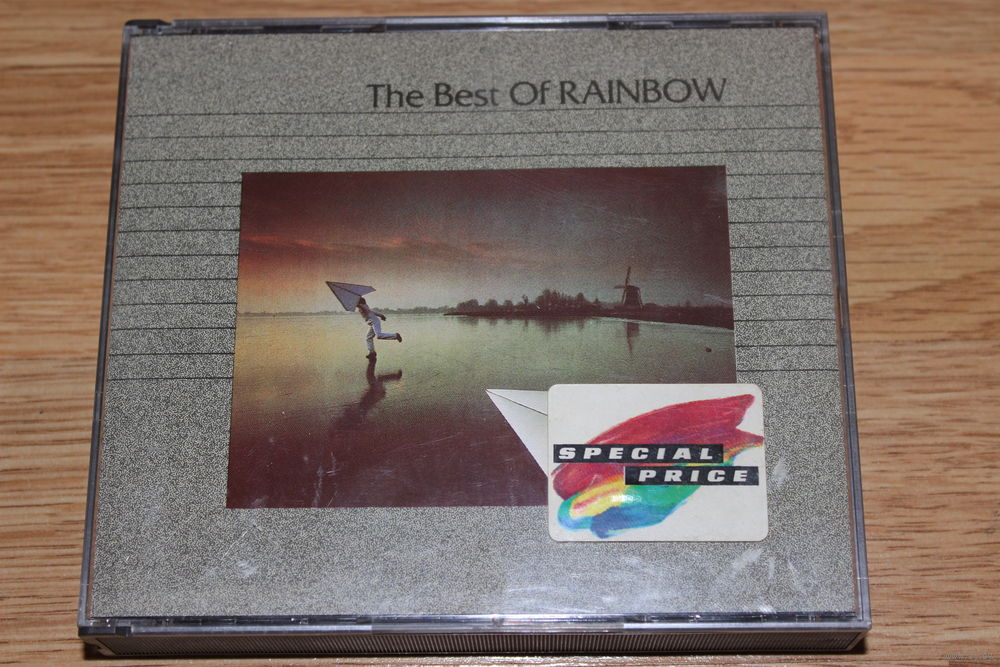 The Best Of RAINBOW
SPECIAL
PRICE